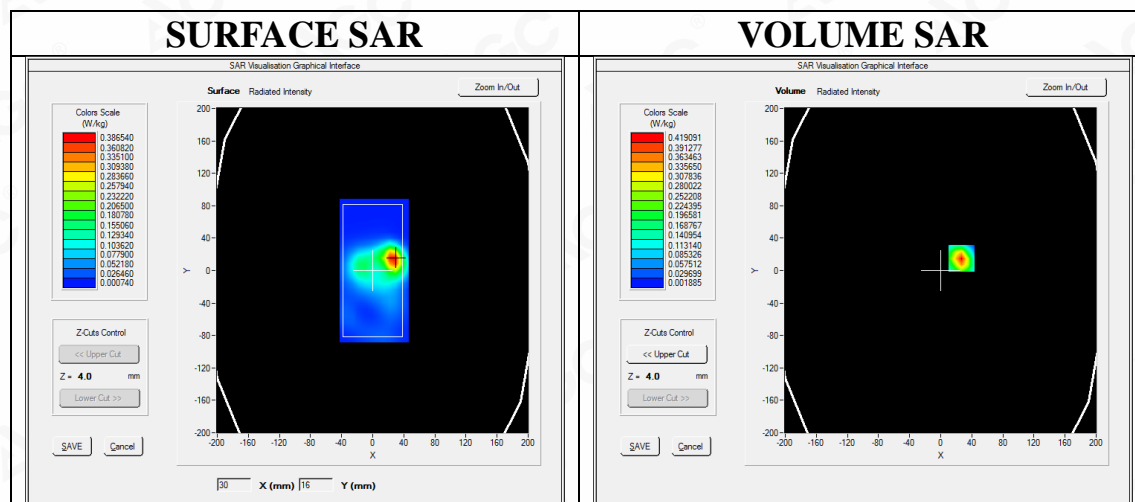 SURFACE SAR
VOLUME SAR
SAR Visualisation Graphical Interface
Surface Radiated Intensity
Zoom In/Out
Colors Scale
(W/kg)
0.386540
0.360820
0.335100
0.309380
0.283660
0.257940
0.232220
0.206500
0.180780
0.155060
0.129340
0.103620
0.077900
0.052180
0.026460
0.000740
Z-Cuts Control
<< Upper Cut
Z = 4.0 mm
Lower Cut >>
SAVE Cancel
200
160
120
80
40
0
-40
-80
-120
-160
-200
Y
-200 -160 -120 -80 -40 0 40 80 120 160 200
X
30 X (mm) 16 Y (mm)
SAR Visualisation Graphical Interface
Volume Radiated Intensity
Zoom In/Out
Colors Scale
(W/kg)
0.419091
0.391277
0.363463
0.335650
0.307836
0.280022
0.252208
0.224395
0.196581
0.168767
0.140954
0.113140
0.085326
0.057512
0.029699
0.001885
Z-Cuts Control
<< Upper Cut
Z = 4.0 mm
Lower Cut >>
SAVE Cancel
200
160
120
80
40
0
-40
-80
-120
-160
-200
Y
-200 -160 -120 -80 -40 0 40 80 120 160 200
X